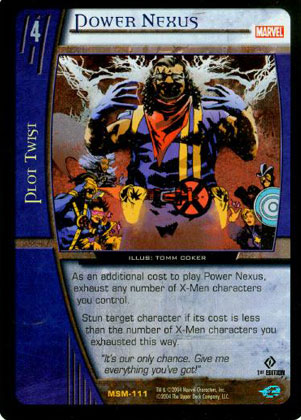 4
POWER NEXUS
MARVEL
PLOT TWIST
ILLUS: TOMM COKER
As an additional cost to play Power Nexus,
exhaust any number of X-Men characters
you control.
Stun target character if its cost is less
than the number of X-Men characters you
exhausted this way.
"It's our only chance. Give me
everything you've got!"
1ST EDITION
MSM-111
TM & ©2004 Marvel Characters, Inc.
©2004 The Upper Deck Company, LLC.